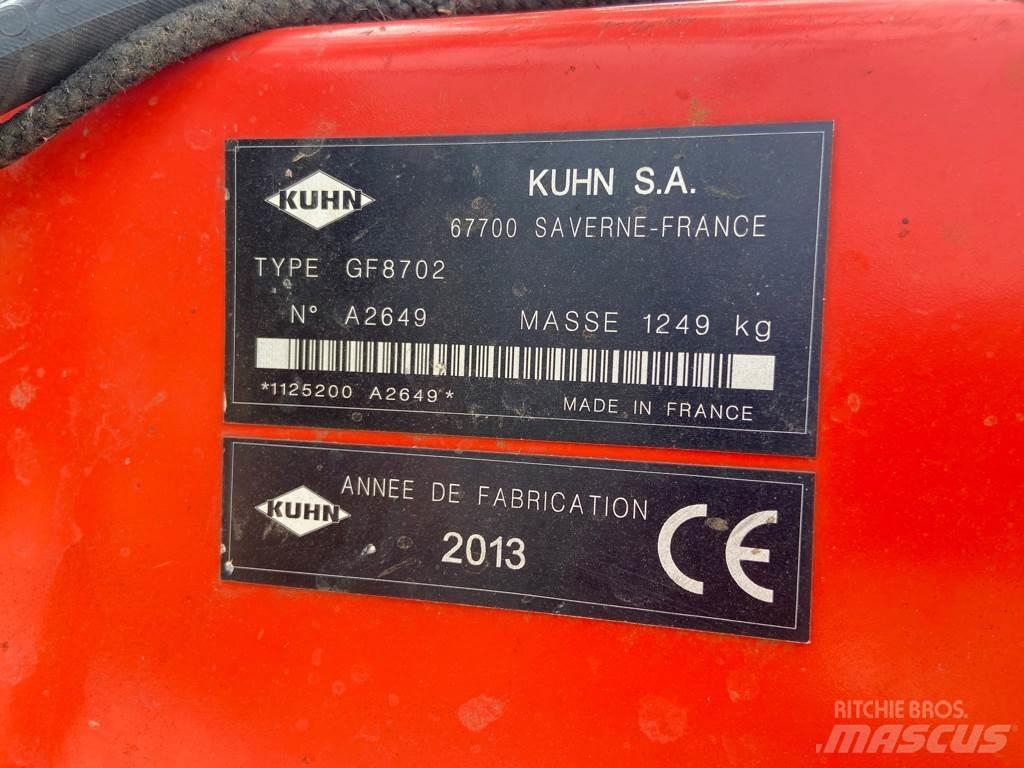 KUHN
KUHN S.A.
67700 SAVERNE-FRANCE
TYPE GF8702
N° A2649 MASSE 1249 kg
*1125200 A2649*
MADE IN FRANCE
KUHN
ANNEE DE FABRICATION
2013
CE
RITCHIE BROS.
MASCUS